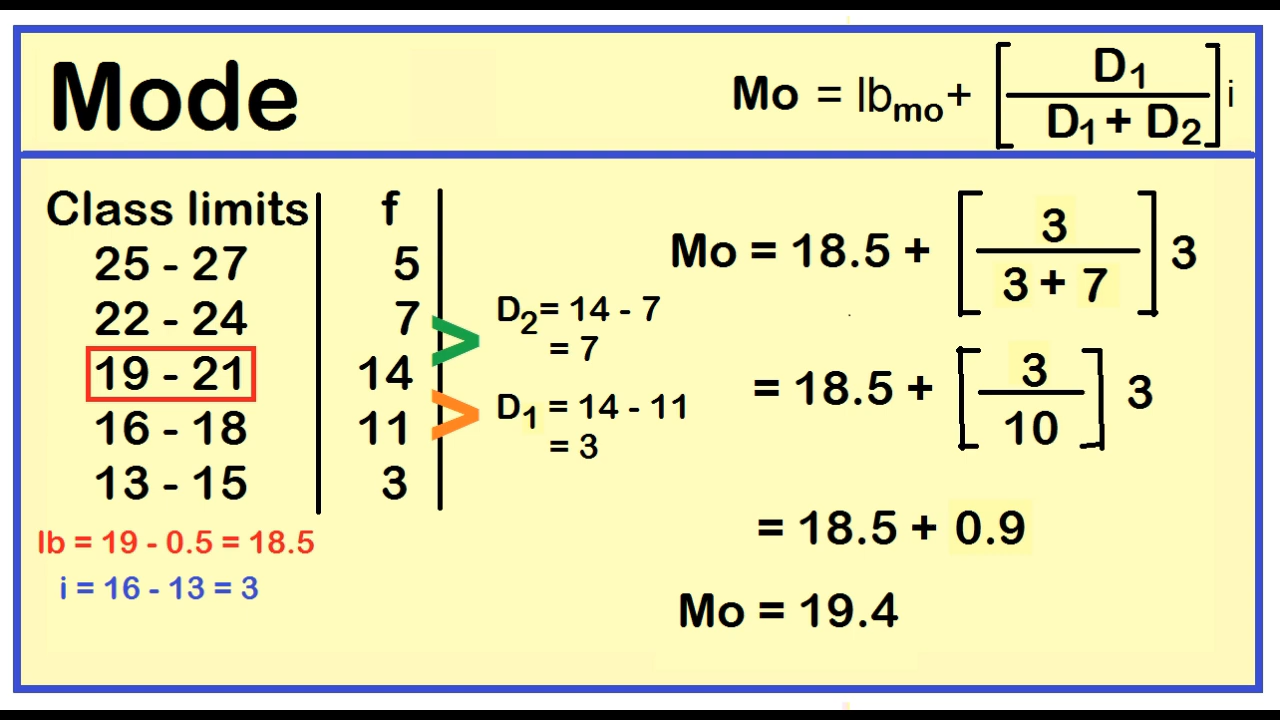 Mode
Mo = lbmo + [ D1 / D1 + D2 ] i
Class limits f
25 - 27 5
22 - 24 7
19 - 21 14
16 - 18 11
13 - 15 3
lb = 19 - 0.5 = 18.5
i = 16 - 13 = 3
> D2 = 14 - 7
= 7
> D1 = 14 - 11
= 3
Mo = 18.5 + [ 3 / 3 + 7 ] 3
= 18.5 + [ 3 / 10 ] 3
= 18.5 + 0.9
Mo = 19.4